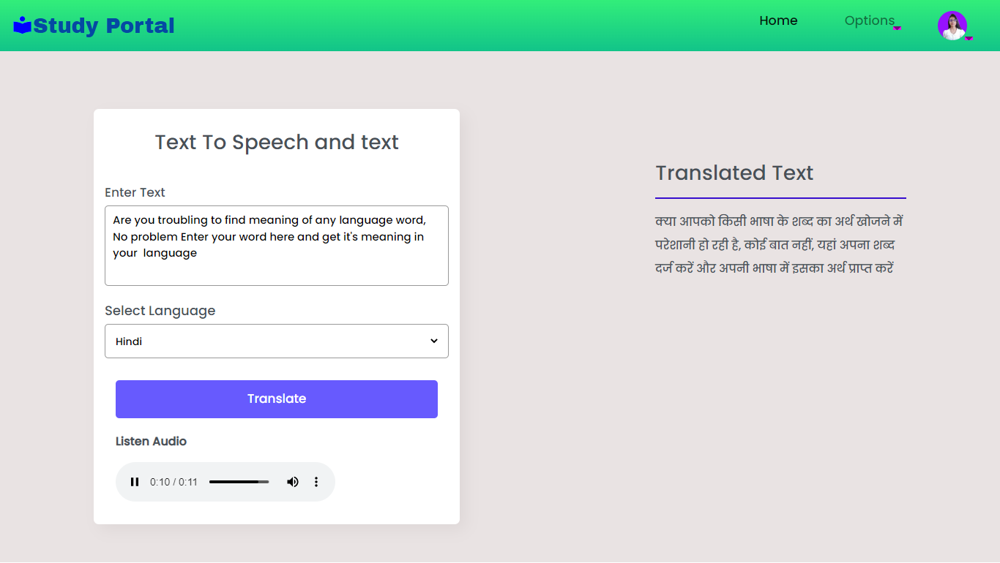 Study Portal
Home
Options
Text To Speech and text
Enter Text
Are you troubling to find meaning of any language word,
No problem Enter your word here and get it's meaning in
your  language
Select Language
Hindi
Translate
Listen Audio
0:10 / 0:11
Translated Text
क्या आपको किसी भाषा के शब्द का अर्थ खोजने में
परेशानी हो रही है, कोई बात नहीं, यहां अपना शब्द
दर्ज करें और अपनी भाषा में इसका अर्थ प्राप्त करें